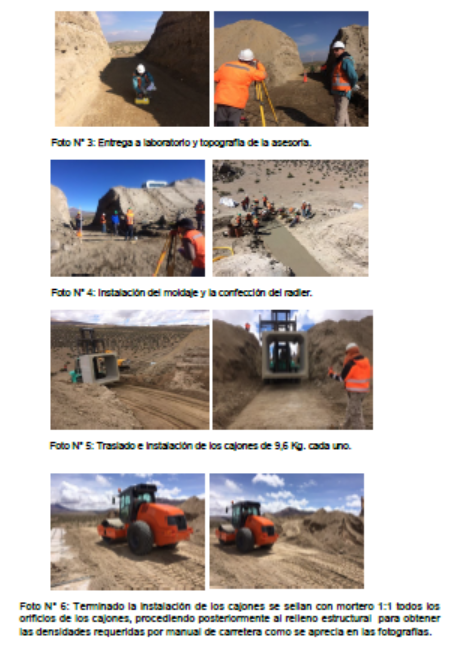 Foto N° 3: Entrega a laboratorio y topografía de la asesoría.
Foto N° 4: Instalación del moldaje y la confección del radier.
Foto N° 5: Traslado e instalación de los cajones de 9,6 Kg. cada uno.
Foto N° 6: Terminado la instalación de los cajones se sellan con mortero 1:1 todos los
orificios de los cajones, procediendo posteriormente al relleno estructural para obtener
las densidades requeridas por manual de carretera como se aprecia en las fotografías.